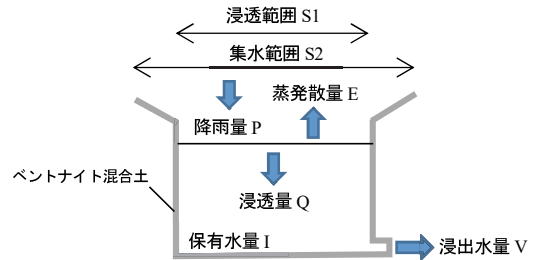 浸透範囲 S1
集水範囲 S2
蒸発散量 E
降雨量 P
ベントナイト混合土
浸透量 Q
保有水量 I
浸出水量 V